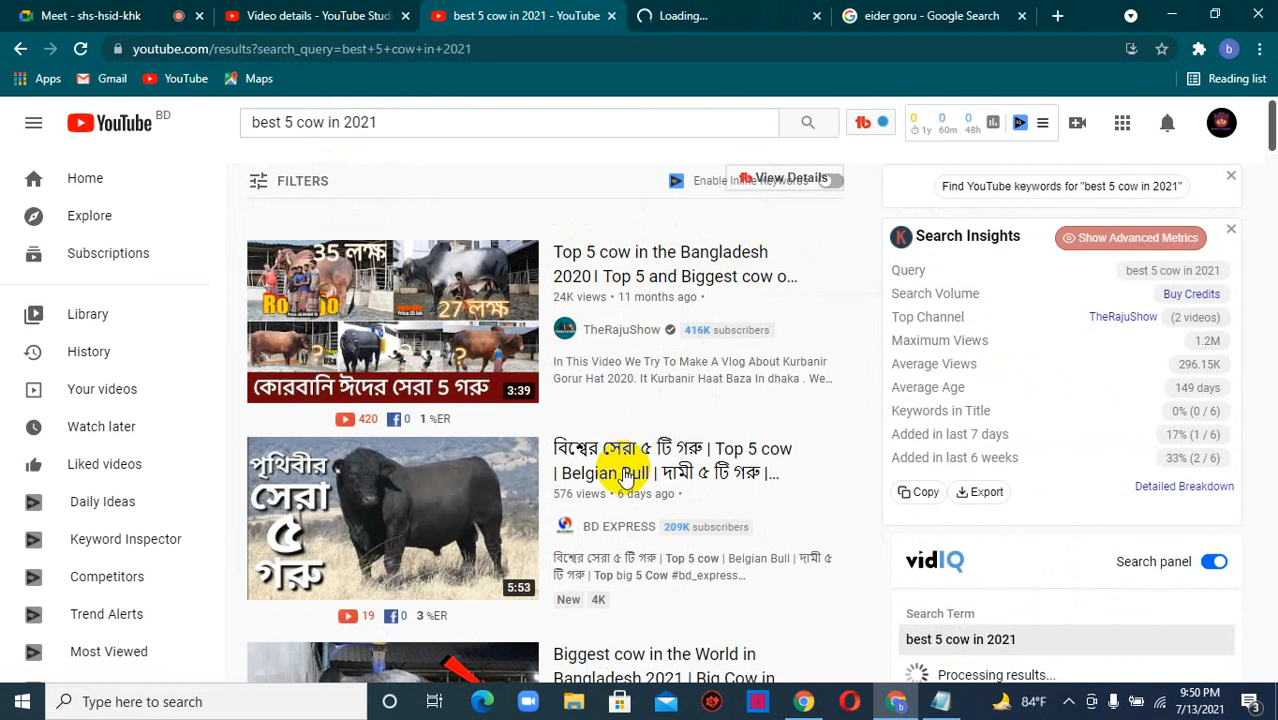 Meet - shs-hsid-khk
Video details - YouTube Studi
best 5 cow in 2021 - YouTube
Loading...
eider goru - Google Search
youtube.com/results?search_query=best+5+cow+in+2021
b
Apps
Gmail
YouTube
Maps
Reading list
YouTube BD
best 5 cow in 2021
0 0 0
1y 60m 48h
Home
Explore
Subscriptions
Library
History
Your videos
Watch later
Liked videos
Daily Ideas
Keyword Inspector
Competitors
Trend Alerts
Most Viewed
FILTERS
Enable Inline Keywords
View Details
35 লক্ষ
27 লক্ষ
USA
কোরবানি ঈদের সেরা 5 গরু
3:39
420 0 1 %ER
Top 5 cow in the Bangladesh
2020 l Top 5 and Biggest cow o...
24K views • 11 months ago •
TheRajuShow 416K subscribers
In This Video We Try To Make A Vlog About Kurbanir
Gorur Hat 2020. It Kurbanir Haat Baza In dhaka . We...
পৃথিবীর
সেরা
৫
গরু
5:53
19 0 3 %ER
বিশ্বের সেরা ৫ টি গরু | Top 5 cow
| Belgian Bull | দামী ৫ টি গরু |...
576 views • 6 days ago •
BD EXPRESS 209K subscribers
বিশ্বের সেরা ৫ টি গরু | Top 5 cow | Belgian Bull | দামী ৫
টি গরু | Top big 5 Cow #bd_express...
New 4K
Biggest cow in the World in
Bangladesh 2021 | Big Cow in
Find YouTube keywords for "best 5 cow in 2021"
Search Insights
Show Advanced Metrics
Query best 5 cow in 2021
Search Volume Buy Credits
Top Channel TheRajuShow (2 videos)
Maximum Views 1.2M
Average Views 296.15K
Average Age 149 days
Keywords in Title 0% (0 / 6)
Added in last 7 days 17% (1 / 6)
Added in last 6 weeks 33% (2 / 6)
Copy Export Detailed Breakdown
vidIQ Search panel
Search Term
best 5 cow in 2021
Processing results...
Type here to search
84°F
9:50 PM
7/13/2021
3